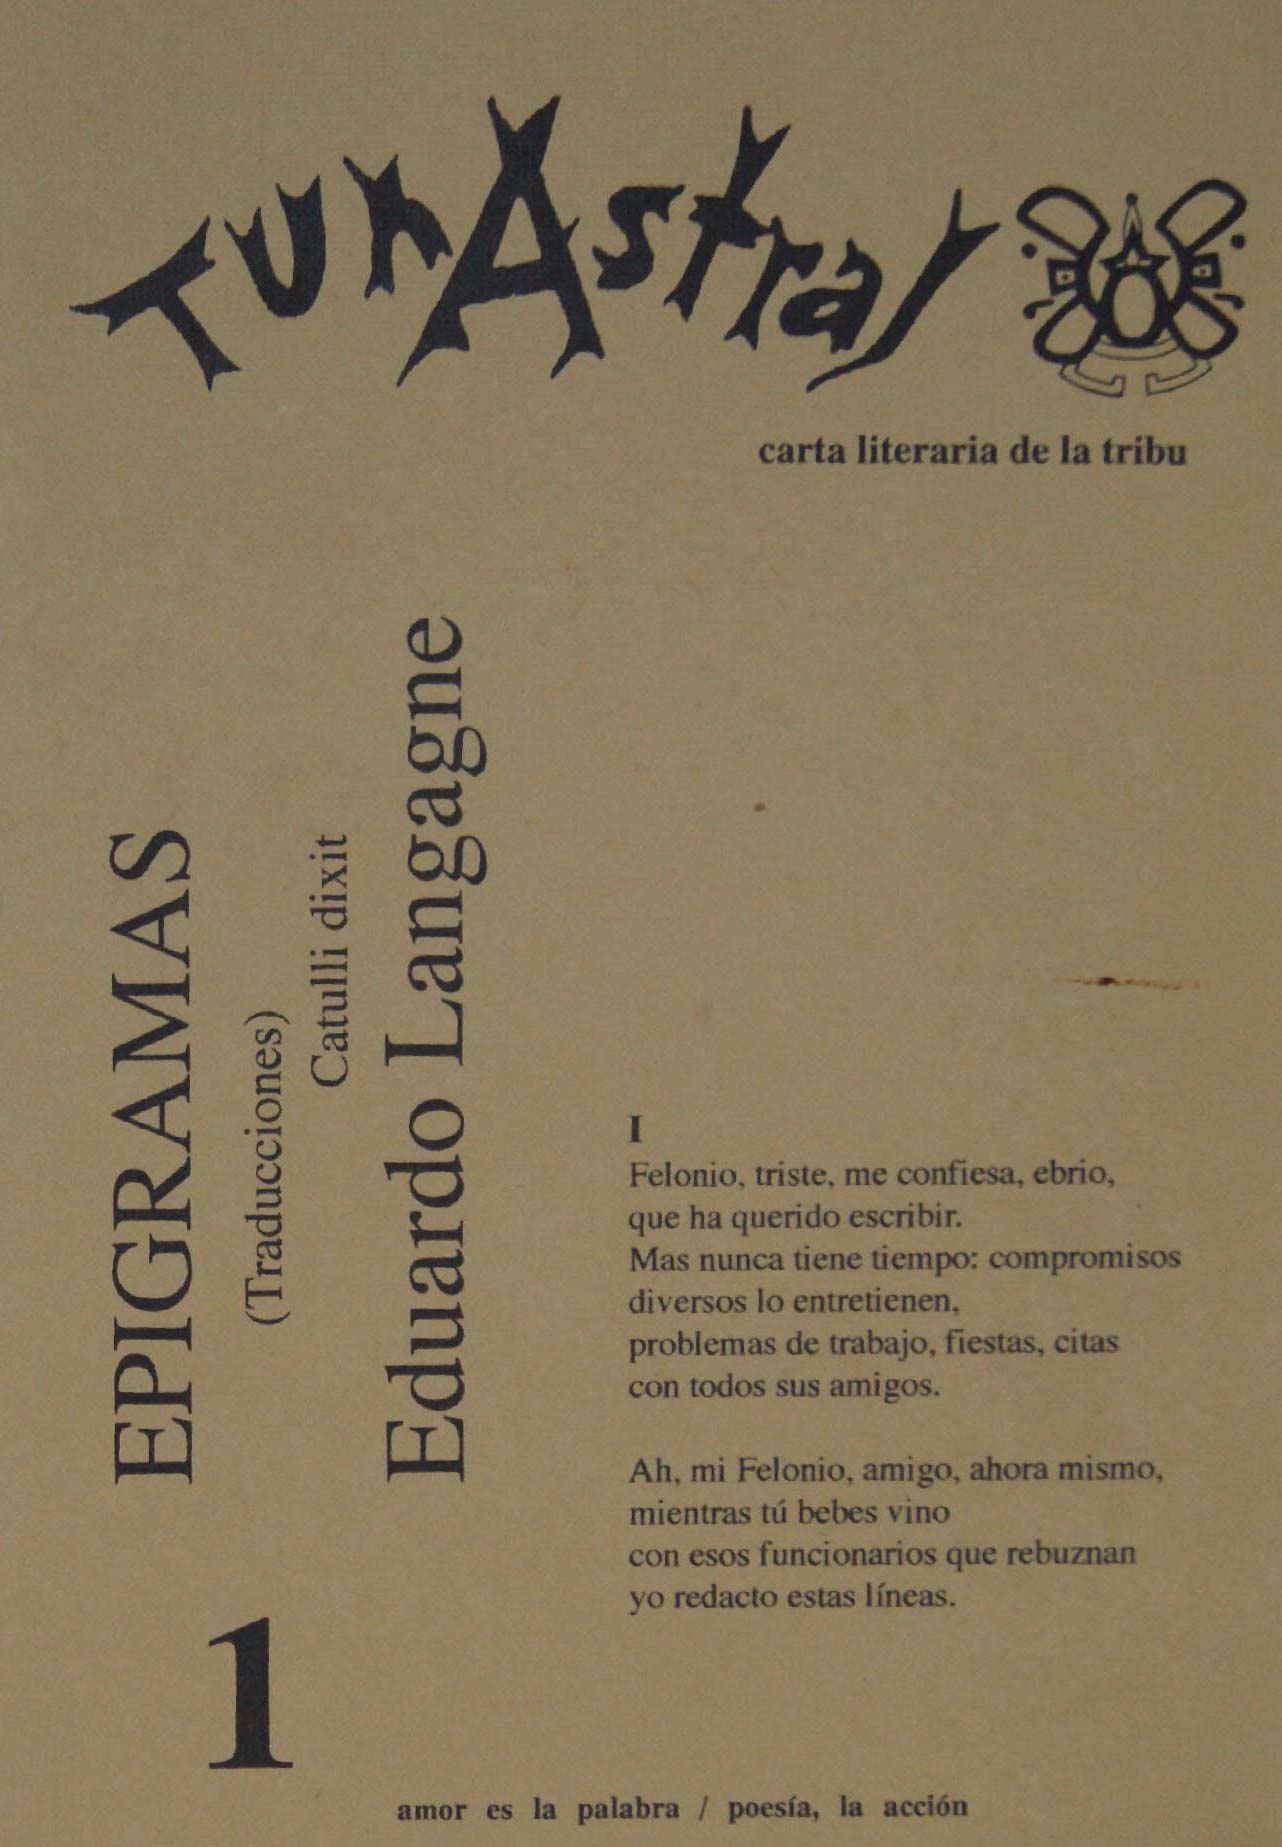 TunAstral
carta literaria de la tribu
EPIGRAMAS
(Traducciones)
Catulli dixit
Eduardo Langagne
I
Felonio, triste, me confiesa, ebrio,
que ha querido escribir.
Mas nunca tiene tiempo: compromisos
diversos lo entretienen,
problemas de trabajo, fiestas, citas
con todos sus amigos.
Ah, mi Felonio, amigo, ahora mismo,
mientras tú bebes vino
con esos funcionarios que rebuznan
yo redacto estas líneas.
1
amor es la palabra / poesía, la acción